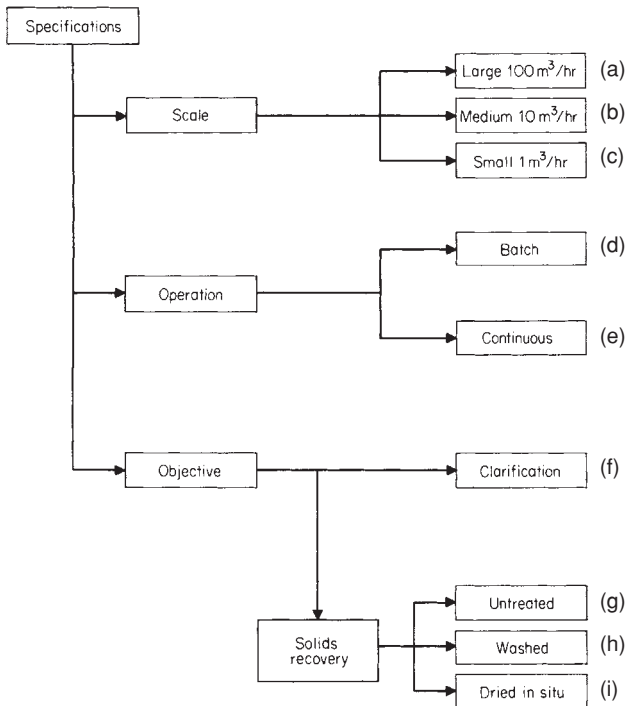 Specifications
Large 100 m³/hr (a)
Scale Medium 10 m³/hr (b)
Small 1 m³/hr (c)
Batch (d)
Operation
Continuous (e)
Objective Clarification (f)
Untreated (g)
Solids
recovery
Washed (h)
Dried in situ (i)